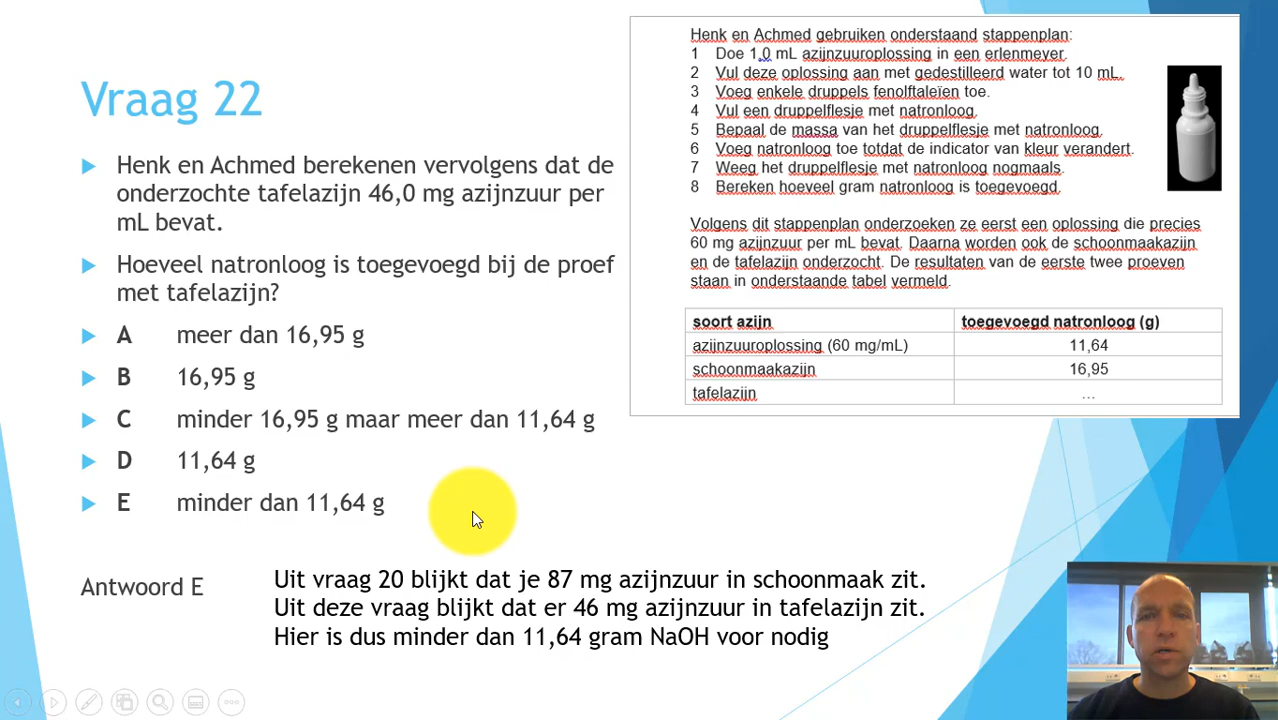 Vraag 22
Henk en Achmed berekenen vervolgens dat de
onderzochte tafelazijn 46,0 mg azijnzuur per
mL bevat.
Hoeveel natronloog is toegevoegd bij de proef
met tafelazijn?
A meer dan 16,95 g
B 16,95 g
C minder 16,95 g maar meer dan 11,64 g
D 11,64 g
E minder dan 11,64 g
Antwoord E
Uit vraag 20 blijkt dat je 87 mg azijnzuur in schoonmaak zit.
Uit deze vraag blijkt dat er 46 mg azijnzuur in tafelazijn zit.
Hier is dus minder dan 11,64 gram NaOH voor nodig
Henk en Achmed gebruiken onderstaand stappenplan:
1 Doe 1,0 mL azijnzuuroplossing in een erlenmeyer.
2 Vul deze oplossing aan met gedestilleerd water tot 10 mL.
3 Voeg enkele druppels fenolftaleïen toe.
4 Vul een druppelflesje met natronloog.
5 Bepaal de massa van het druppelflesje met natronloog.
6 Voeg natronloog toe totdat de indicator van kleur verandert.
7 Weeg het druppelflesje met natronloog nogmaals.
8 Bereken hoeveel gram natronloog is toegevoegd.
Volgens dit stappenplan onderzoeken ze eerst een oplossing die precies
60 mg azijnzuur per mL bevat. Daarna worden ook de schoonmaakazijn
en de tafelazijn onderzocht. De resultaten van de eerste twee proeven
staan in onderstaande tabel vermeld.
soort azijn toegevoegd natronloog (g)
azijnzuuroplossing (60 mg/mL) 11,64
schoonmaakazijn 16,95
tafelazijn ...